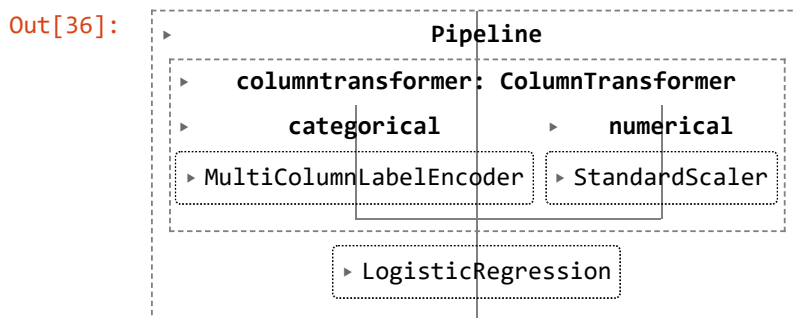 Out[36]:
Pipeline
columntransformer: ColumnTransformer
categorical numerical
MultiColumnLabelEncoder StandardScaler
LogisticRegression